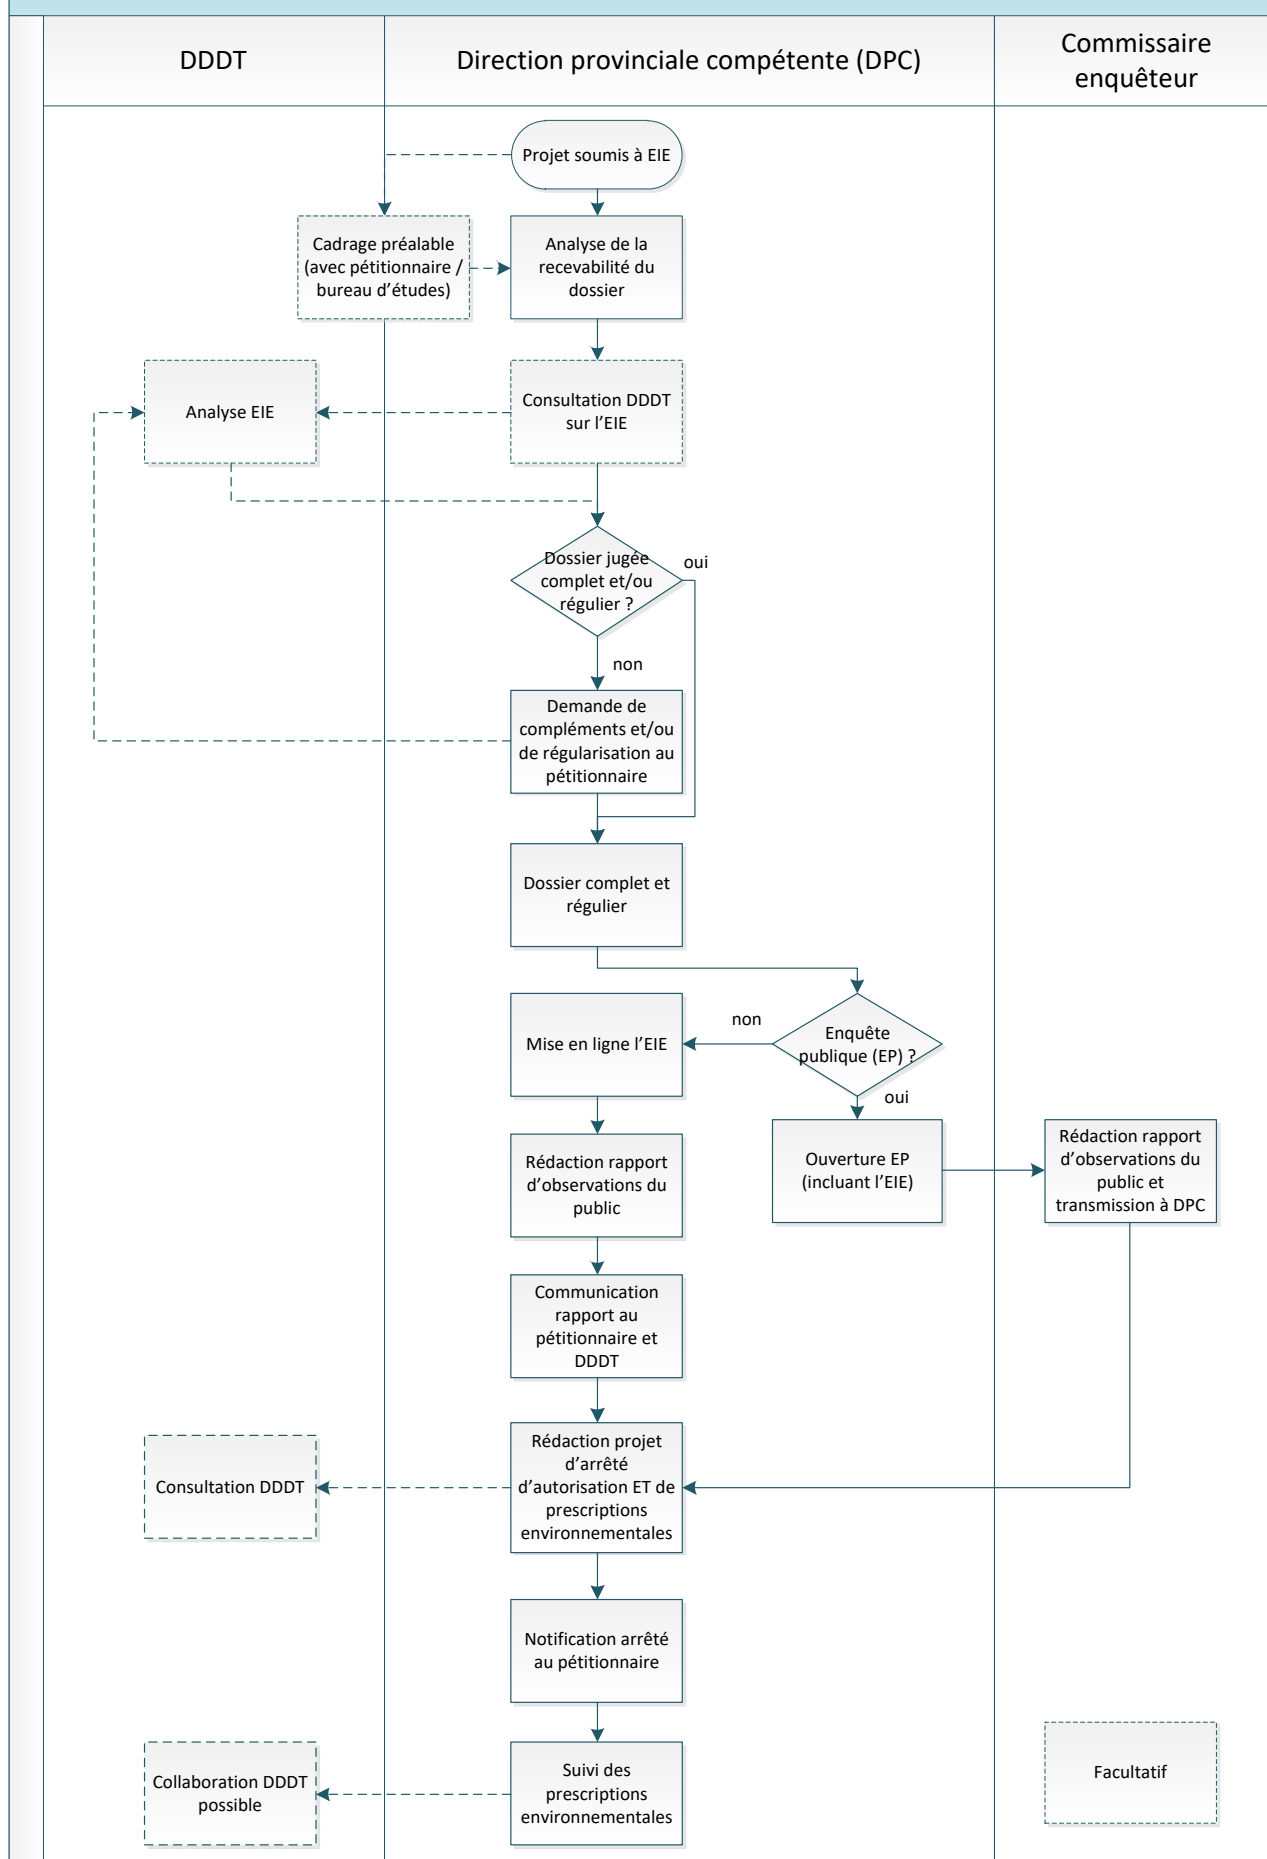 DDDT
Direction provinciale compétente (DPC)
Commissaire
enquêteur
Projet soumis à EIE
Cadrage préalable
(avec pétitionnaire /
bureau d’études)
Analyse de la
recevabilité du
dossier
Analyse EIE
Consultation DDDT
sur l’EIE
Dossier jugée
complet et/ou
régulier ?
oui
non
Demande de
compléments et/ou
de régularisation au
pétitionnaire
Dossier complet et
régulier
Mise en ligne l’EIE
non
Enquête
publique (EP) ?
oui
Rédaction rapport
d’observations du
public
Ouverture EP
(incluant l’EIE)
Rédaction rapport
d’observations du
public et
transmission à DPC
Communication
rapport au
pétitionnaire et
DDDT
Consultation DDDT
Rédaction projet
d’arrêté
d’autorisation ET de
prescriptions
environnementales
Notification arrêté
au pétitionnaire
Collaboration DDDT
possible
Suivi des
prescriptions
environnementales
Facultatif